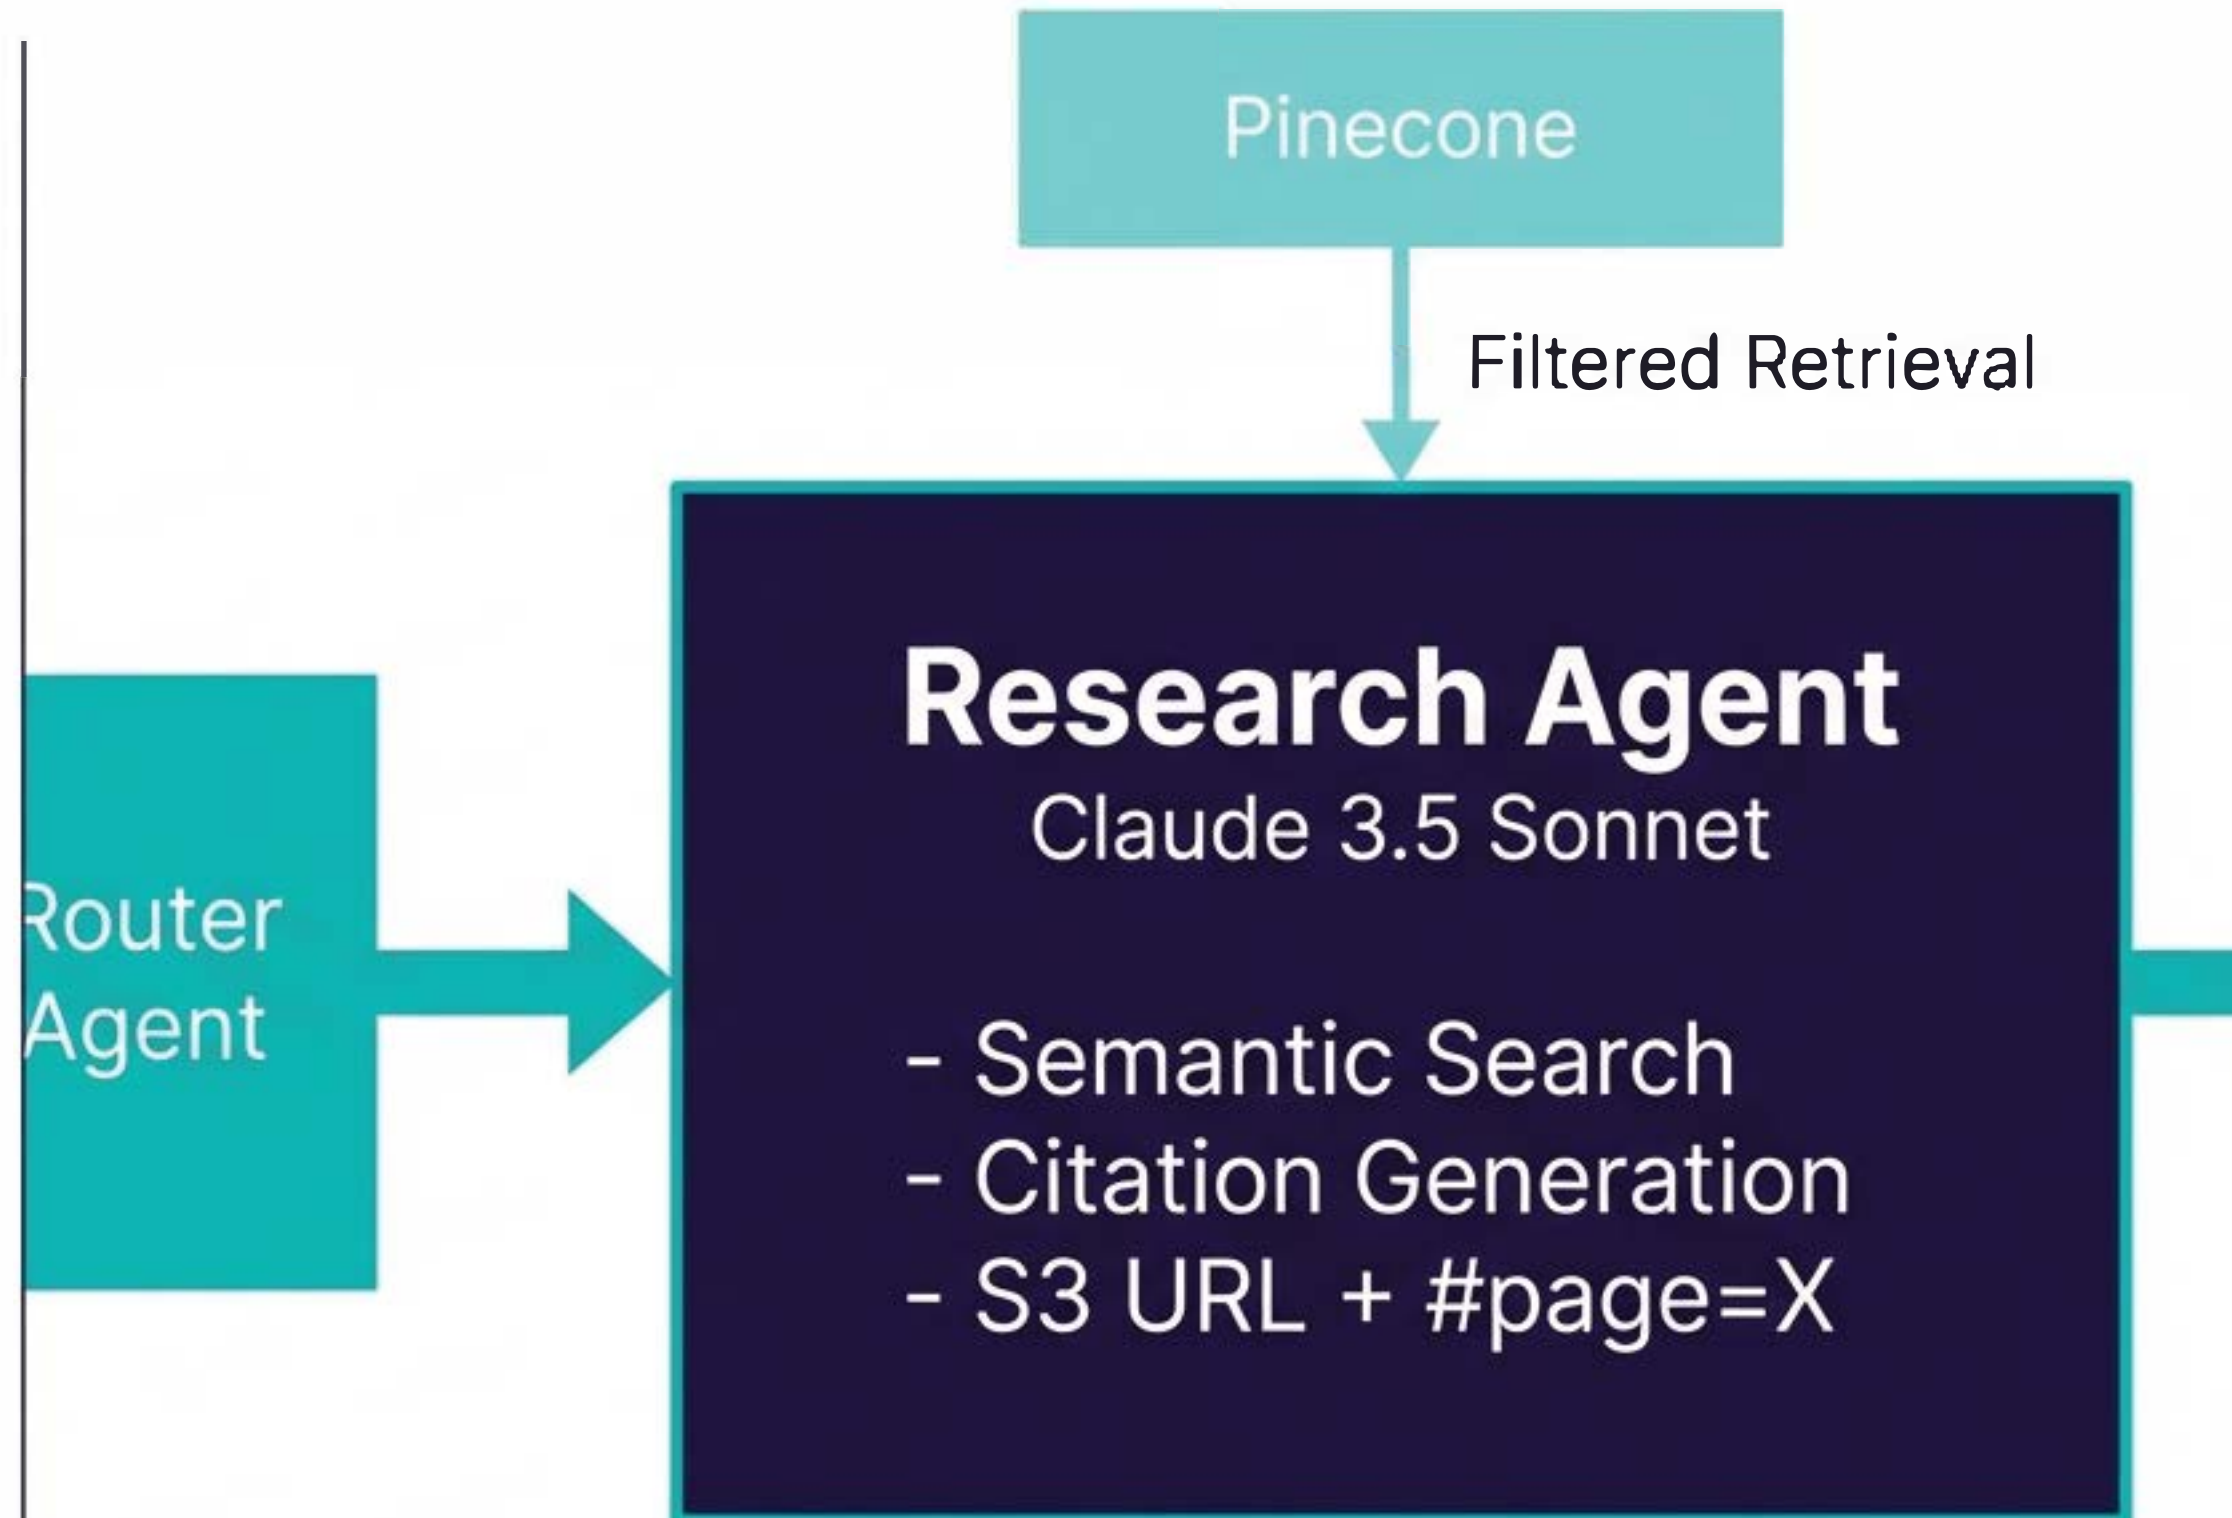 Pinecone
Filtered Retrieval
Router
Agent
Research Agent
Claude 3.5 Sonnet
- Semantic Search
- Citation Generation
- S3 URL + #page=X